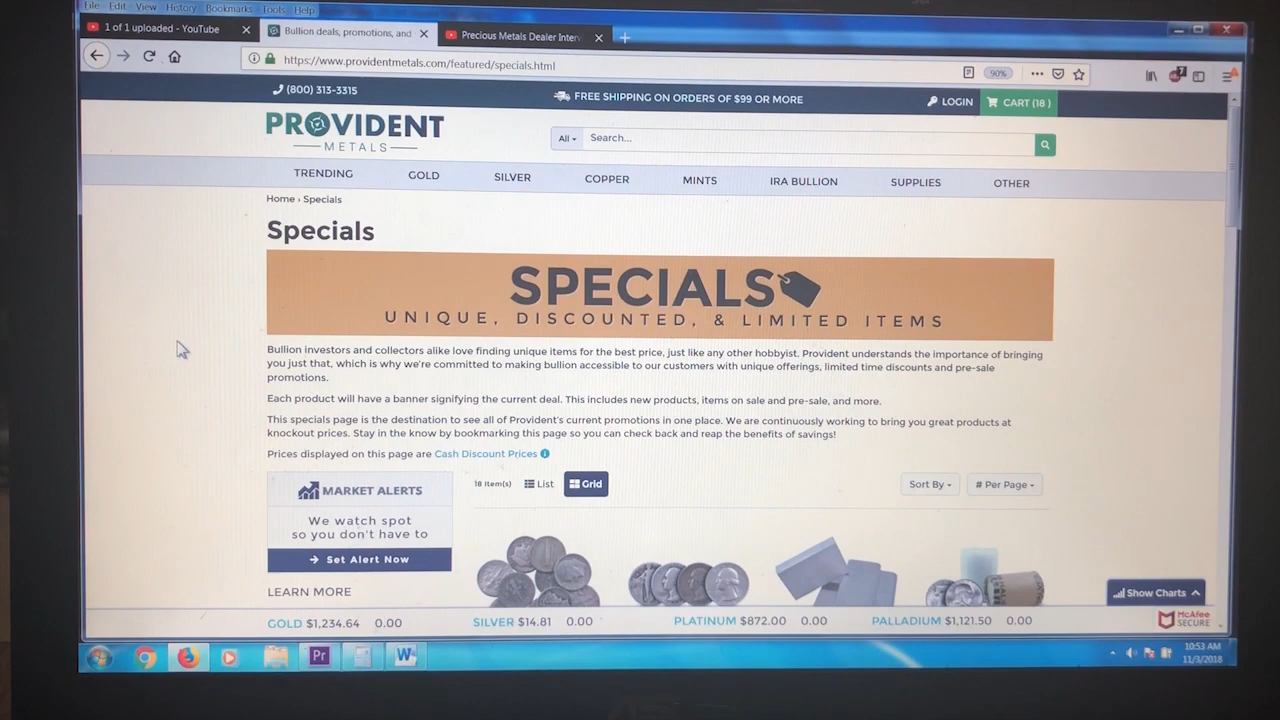 File Edit View History Bookmarks Tools Help
1 of 1 uploaded - YouTube
Bullion deals, promotions, and
Precious Metals Dealer Interv
https://www.providentmetals.com/featured/specials.html
90%
7
(800) 313-3315
FREE SHIPPING ON ORDERS OF $99 OR MORE
LOGIN
CART (18 )
PROVIDENT
METALS
All
Search...
TRENDING GOLD SILVER COPPER MINTS IRA BULLION SUPPLIES OTHER
Home › Specials
Specials
SPECIALS
UNIQUE, DISCOUNTED, & LIMITED ITEMS
Bullion investors and collectors alike love finding unique items for the best price, just like any other hobbyist. Provident understands the importance of bringing
you just that, which is why we're committed to making bullion accessible to our customers with unique offerings, limited time discounts and pre-sale
promotions.
Each product will have a banner signifying the current deal. This includes new products, items on sale and pre-sale, and more.
This specials page is the destination to see all of Provident's current promotions in one place. We are continuously working to bring you great products at
knockout prices. Stay in the know by bookmarking this page so you can check back and reap the benefits of savings!
Prices displayed on this page are Cash Discount Prices
MARKET ALERTS
We watch spot
so you don't have to
Set Alert Now
LEARN MORE
18 Item(s) List Grid
Sort By
# Per Page
Show Charts
GOLD $1,234.64 0.00 SILVER $14.81 0.00 PLATINUM $872.00 0.00 PALLADIUM $1,121.50 0.00
McAfee
SECURE
Pr
W
10:53 AM
11/3/2018